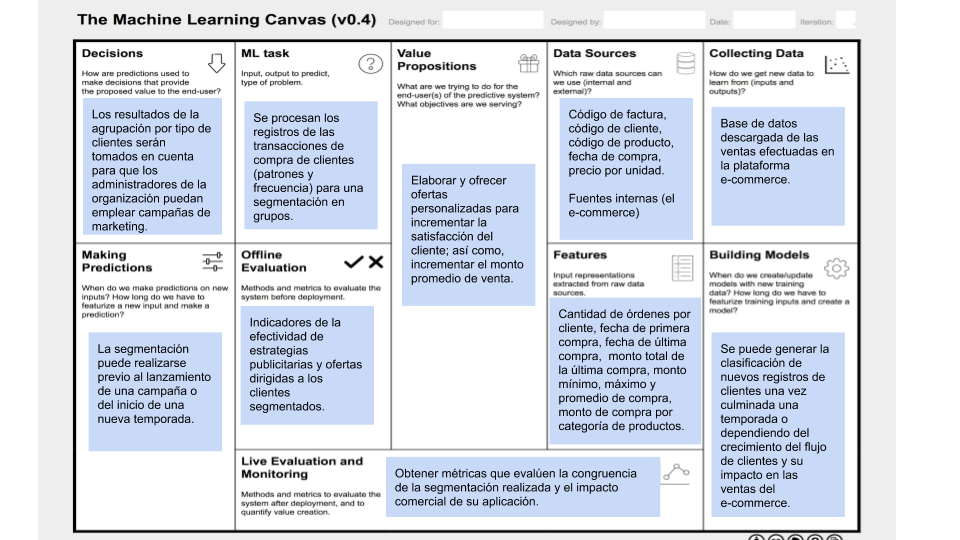 The Machine Learning Canvas (v0.4)
Designed for:
Designed by:
Date:
Iteration:
Decisions
How are predictions used to
make decisions that provide
the proposed value to the end-user?
Los resultados de la
agrupación por tipo de
clientes serán
tomados en cuenta
para que los
administradores de la
organización puedan
emplear campañas de
marketing.
ML task
Input, output to predict,
type of problem.
Se procesan los
registros de las
transacciones de
compra de clientes
(patrones y
frecuencia) para una
segmentación en
grupos.
Value
Propositions
What are we trying to do for the
end-user(s) of the predictive system?
What objectives are we serving?
Elaborar y ofrecer
ofertas
personalizadas para
incrementar la
satisfacción del
cliente; así como,
incrementar el monto
promedio de venta.
Data Sources
Which raw data sources can
we use (internal and
external)?
Código de factura,
código de cliente,
código de producto,
fecha de compra,
precio por unidad.
Fuentes internas (el
e-commerce)
Collecting Data
How do we get new data to
learn from (inputs and
outputs)?
Base de datos
descargada de las
ventas efectuadas en
la plataforma
e-commerce.
Making
Predictions
When do we make predictions on new
inputs? How long do we have to
featurize a new input and make a
prediction?
La segmentación
puede realizarse
previo al lanzamiento
de una campaña o
del inicio de una
nueva temporada.
Offline
Evaluation
Methods and metrics to evaluate the
system before deployment.
Indicadores de la
efectividad de
estrategias
publicitarias y ofertas
dirigidas a los
clientes
segmentados.
Features
Input representations
extracted from raw data
sources.
Cantidad de órdenes por
cliente, fecha de primera
compra, fecha de última
compra, monto total de
la última compra, monto
mínimo, máximo y
promedio de compra,
monto de compra por
categoría de productos.
Building Models
When do we create/update
models with new training
data? How long do we have to
featurize training inputs and create a
model?
Se puede generar la
clasificación de
nuevos registros de
clientes una vez
culminada una
temporada o
dependiendo del
crecimiento del flujo
de clientes y su
impacto en las
ventas del
e-commerce.
Live Evaluation and
Monitoring
Methods and metrics to evaluate the
system after deployment, and to
quantify value creation.
Obtener métricas que evalúen la congruencia
de la segmentación realizada y el impacto
comercial de su aplicación.